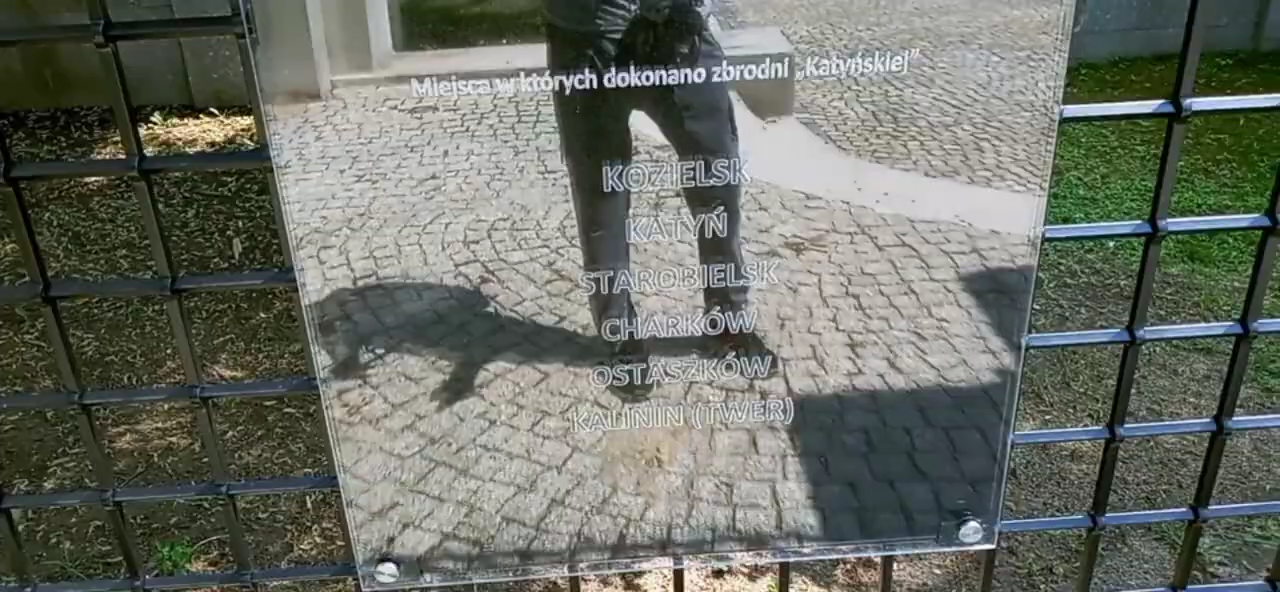 Miejsca w których dokonano zbrodni „Katyńskiej”
KOZIELSK
KATYŃ
STAROBIELSK
CHARKÓW
OSTASZKÓW
KALININ (TWER)